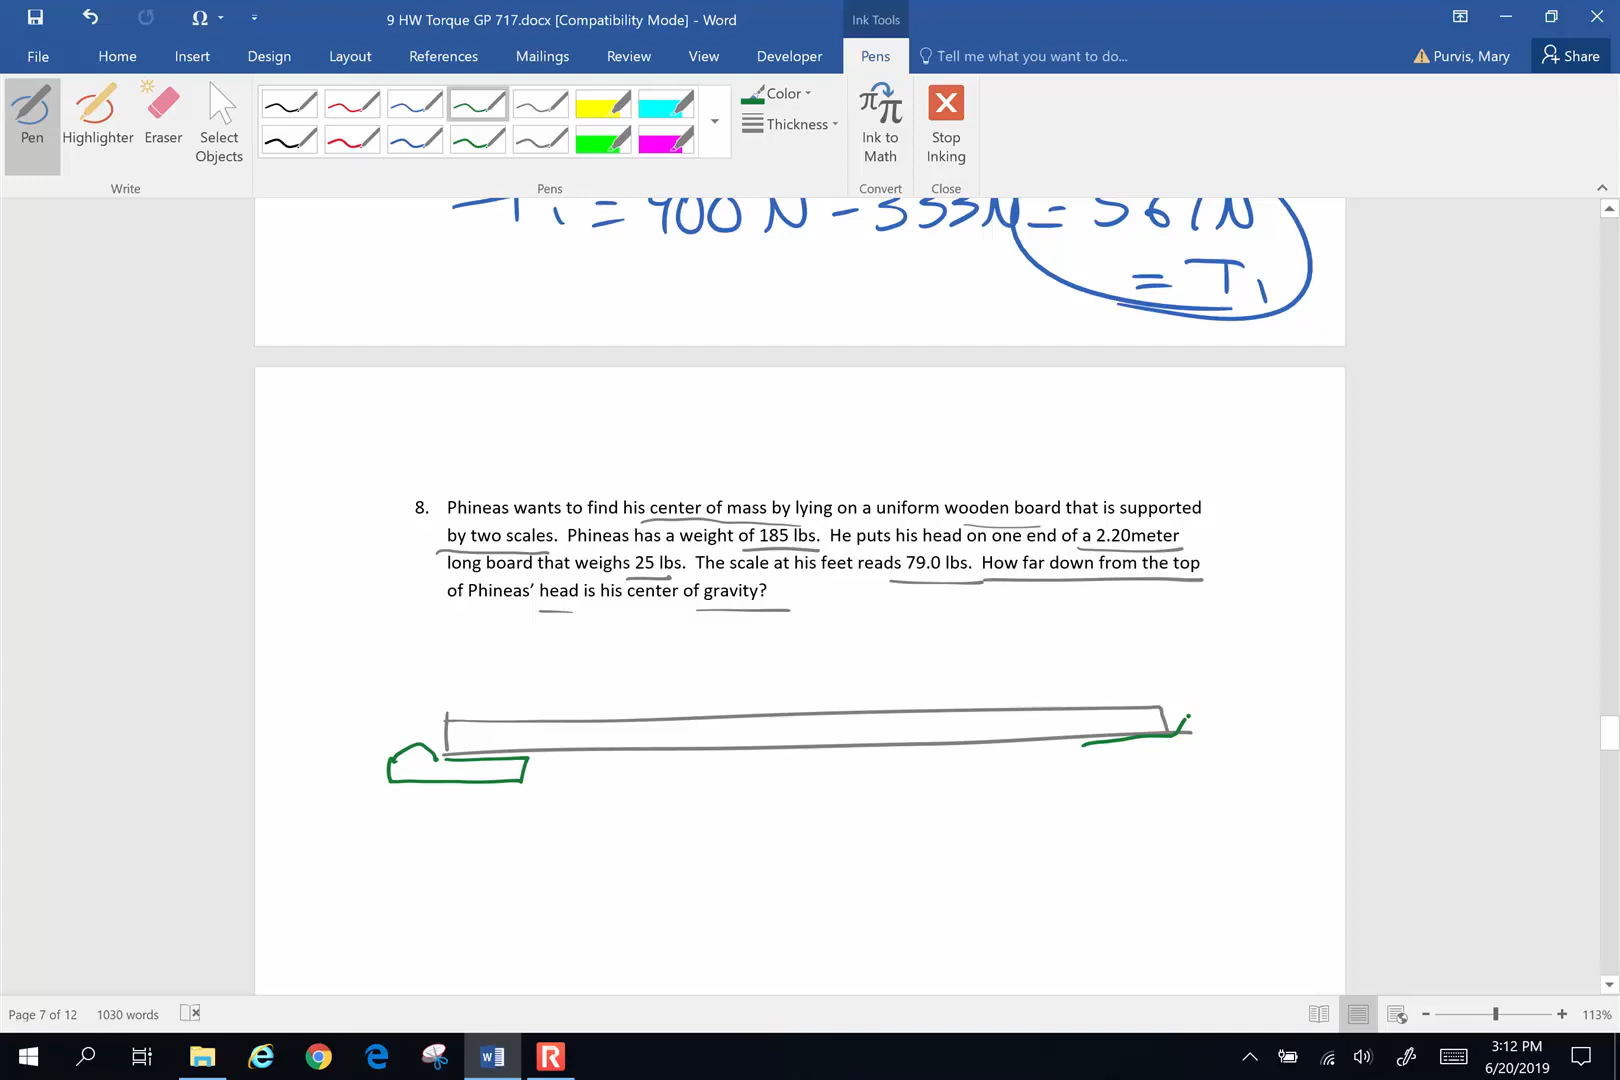 9 HW Torque GP 717.docx [Compatibility Mode] - Word
Ink Tools
File
Home
Insert
Design
Layout
References
Mailings
Review
View
Developer
Pens
Tell me what you want to do...
Purvis, Mary
Share
Pen
Highlighter
Eraser
Select Objects
Color
Thickness
Ink to Math
Stop Inking
Write
Pens
Convert
Close
T₁ = 900 N - 333N = 567N
= T₁
8. Phineas wants to find his center of mass by lying on a uniform wooden board that is supported
by two scales. Phineas has a weight of 185 lbs. He puts his head on one end of a 2.20meter
long board that weighs 25 lbs. The scale at his feet reads 79.0 lbs. How far down from the top
of Phineas’ head is his center of gravity?
Page 7 of 12
1030 words
113%
3:12 PM
6/20/2019